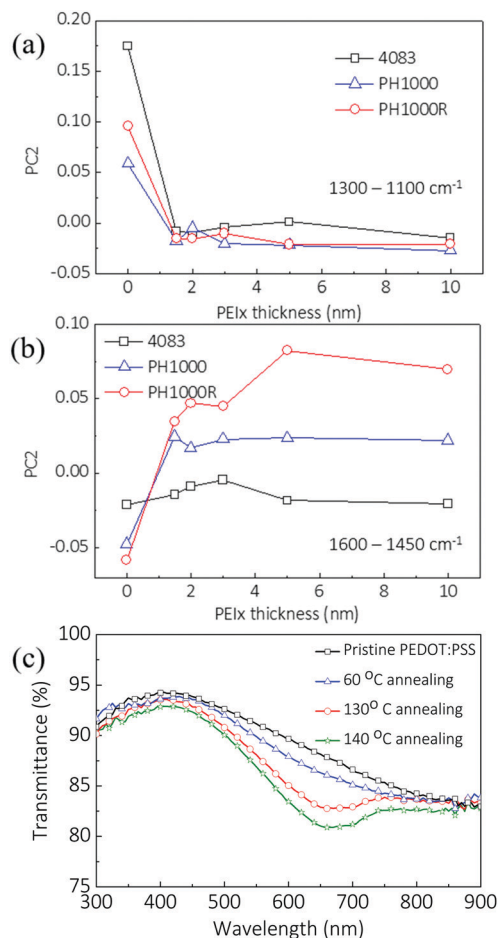 (a)
0.20
0.15
0.10
0.05
0.00
-0.05
PC2
4083
PH1000
PH1000R
1300 – 1100 cm⁻¹
0 2 4 6 8 10
PEIx thickness (nm)
(b)
0.10
0.05
0.00
-0.05
PC2
4083
PH1000
PH1000R
1600 – 1450 cm⁻¹
0 2 4 6 8 10
PEIx thickness (nm)
(c)
100
95
90
85
80
75
Transmittance (%)
Pristine PEDOT:PSS
60 ᴼC annealing
130ᴼ C annealing
140 ᴼC annealing
300 400 500 600 700 800 900
Wavelength (nm)